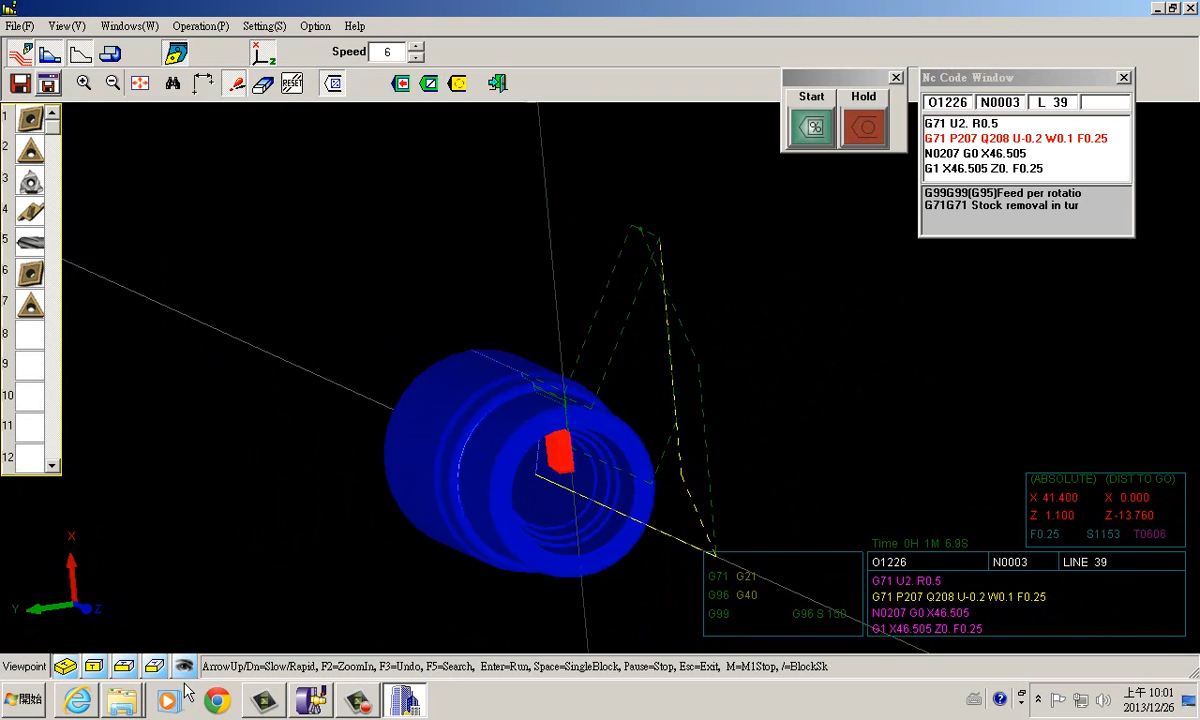 File(F) View(V) Windows(W) Operation(P) Setting(S) Option Help
Speed 6
RESET
Start Hold
Nc Code Window
O1226 N0003 L 39
G71 U2. R0.5
G71 P207 Q208 U-0.2 W0.1 F0.25
N0207 G0 X46.505
G1 X46.505 Z0. F0.25
G99G99(G95)Feed per rotatio
G71G71 Stock removal in tur
1
2
3
4
5
6
7
8
9
10
11
12
(ABSOLUTE) (DIST TO GO)
X 41.400 X 0.000
Z 1.100 Z-13.760
F0.25 S1153 T0606
Time 0H 1M 6.9S
O1226 N0003 LINE 39
G71 U2. R0.5
G71 P207 Q208 U-0.2 W0.1 F0.25
N0207 G0 X46.505
G1 X46.505 Z0. F0.25
G71 G21
G96 G40
G99 G96 S 150
X
Y Z
Viewpoint ArrowUp/Dn=Slow/Rapid, F2=ZoomIn, F3=Undo, F5=Search, Enter=Run, Space=SingleBlock, Pause=Stop, Esc=Exit, M=M1Stop, /=BlockSk
開始
上午 10:01
2013/12/26